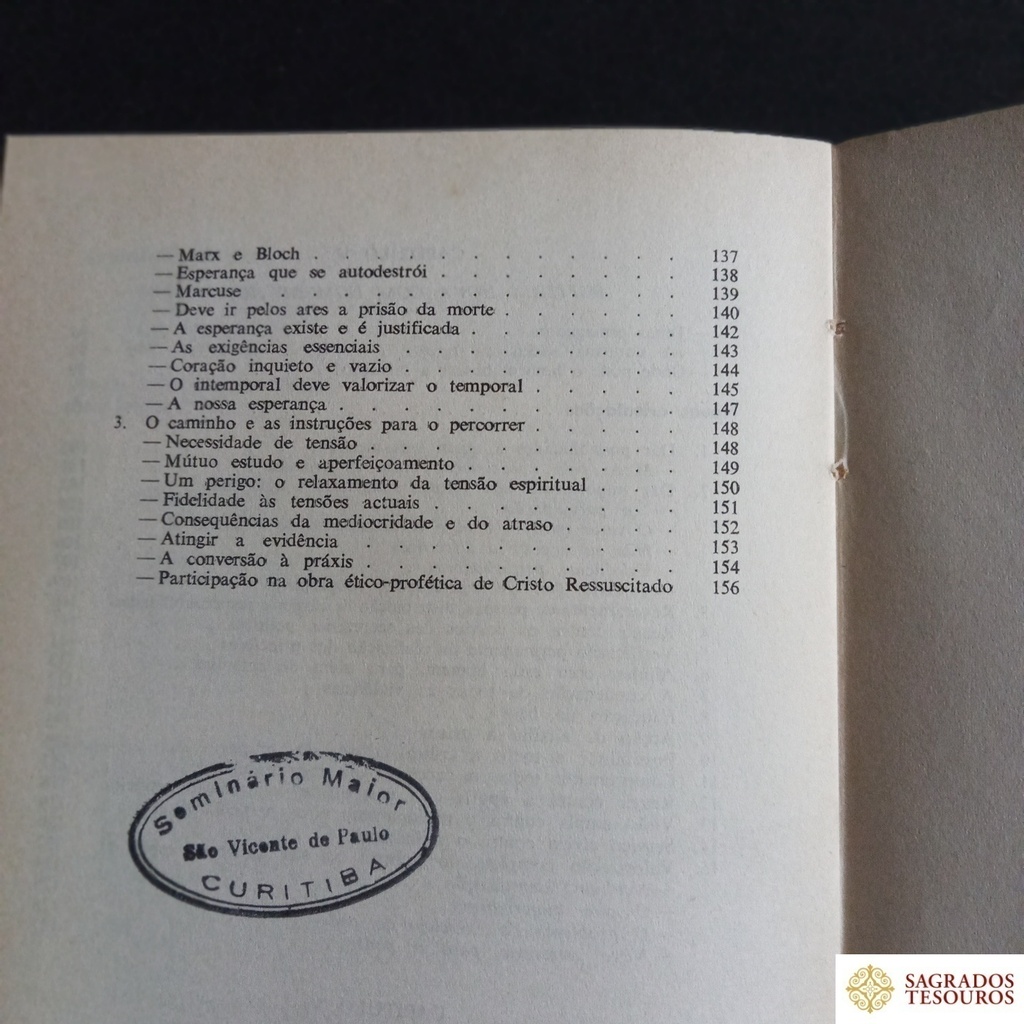 — Marx e Bloch . . . . . . . . . . . . 137
— Esperança que se autodestrói . . . . . . . 138
— Marcuse . . . . . . . . . . . . . 139
— Deve ir pelos ares a prisão da morte . . . . . . 140
— A esperança existe e é justificada . . . . . . . 142
— As exigências essenciais . . . . . . . . . 143
— Coração inquieto e vazio . . . . . . . . . 144
— O intemporal deve valorizar o temporal . . . . . 145
— A nossa esperança . . . . . . . . . . . 147
3. O caminho e as instruções para o percorrer . . . . . 148
— Necessidade de tensão . . . . . . . . . . 148
— Mútuo estudo e aperfeiçoamento . . . . . . . 149
— Um perigo: o relaxamento da tensão espiritual . . . 150
— Fidelidade às tensões actuais . . . . . . . . 151
— Consequências da mediocridade e do atraso . . . . 152
— Atingir a evidência . . . . . . . . . . 153
— A conversão à práxis . . . . . . . . . . 154
— Participação na obra ético-profética de Cristo Ressuscitado 156
Seminário Maior
São Vicente de Paulo
CURITIBA
SAGRADOS
TESOUROS